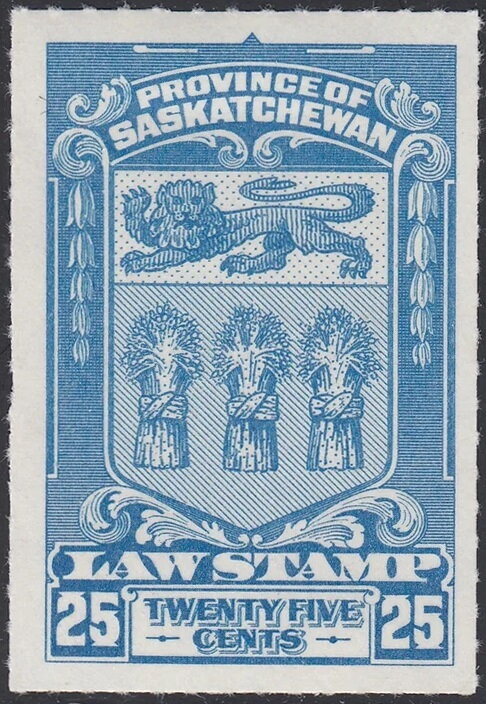 PROVINCE OF
SASKATCHEWAN
LAW STAMP
25 TWENTY FIVE 25
CENTS